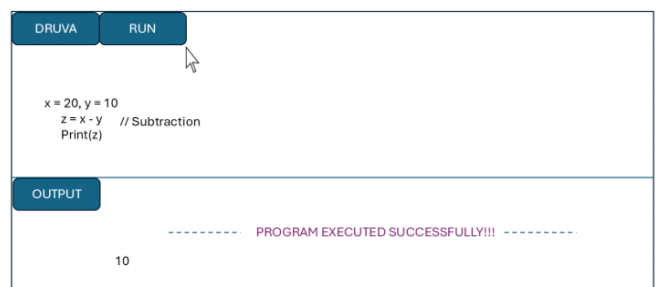 DRUVA RUN
x = 20, y = 10
z = x - y // Subtraction
Print(z)
OUTPUT
---------- PROGRAM EXECUTED SUCCESSFULLY!!! ----------
10